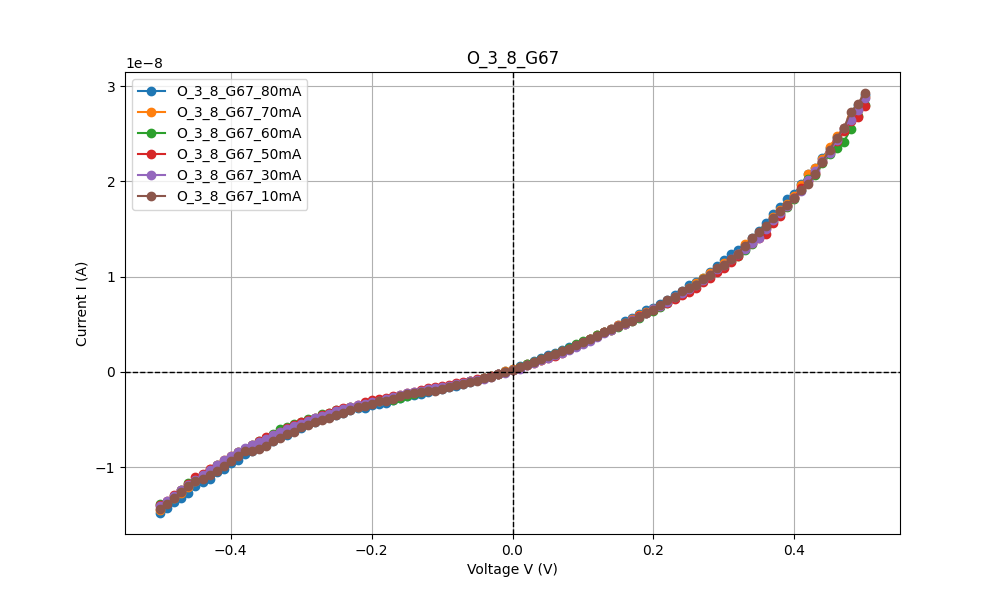 O_3_8_G67
1e−8
3
2
1
0
−1
O_3_8_G67_80mA
O_3_8_G67_70mA
O_3_8_G67_60mA
O_3_8_G67_50mA
O_3_8_G67_30mA
O_3_8_G67_10mA
Current I (A)
−0.4 −0.2 0.0 0.2 0.4
Voltage V (V)